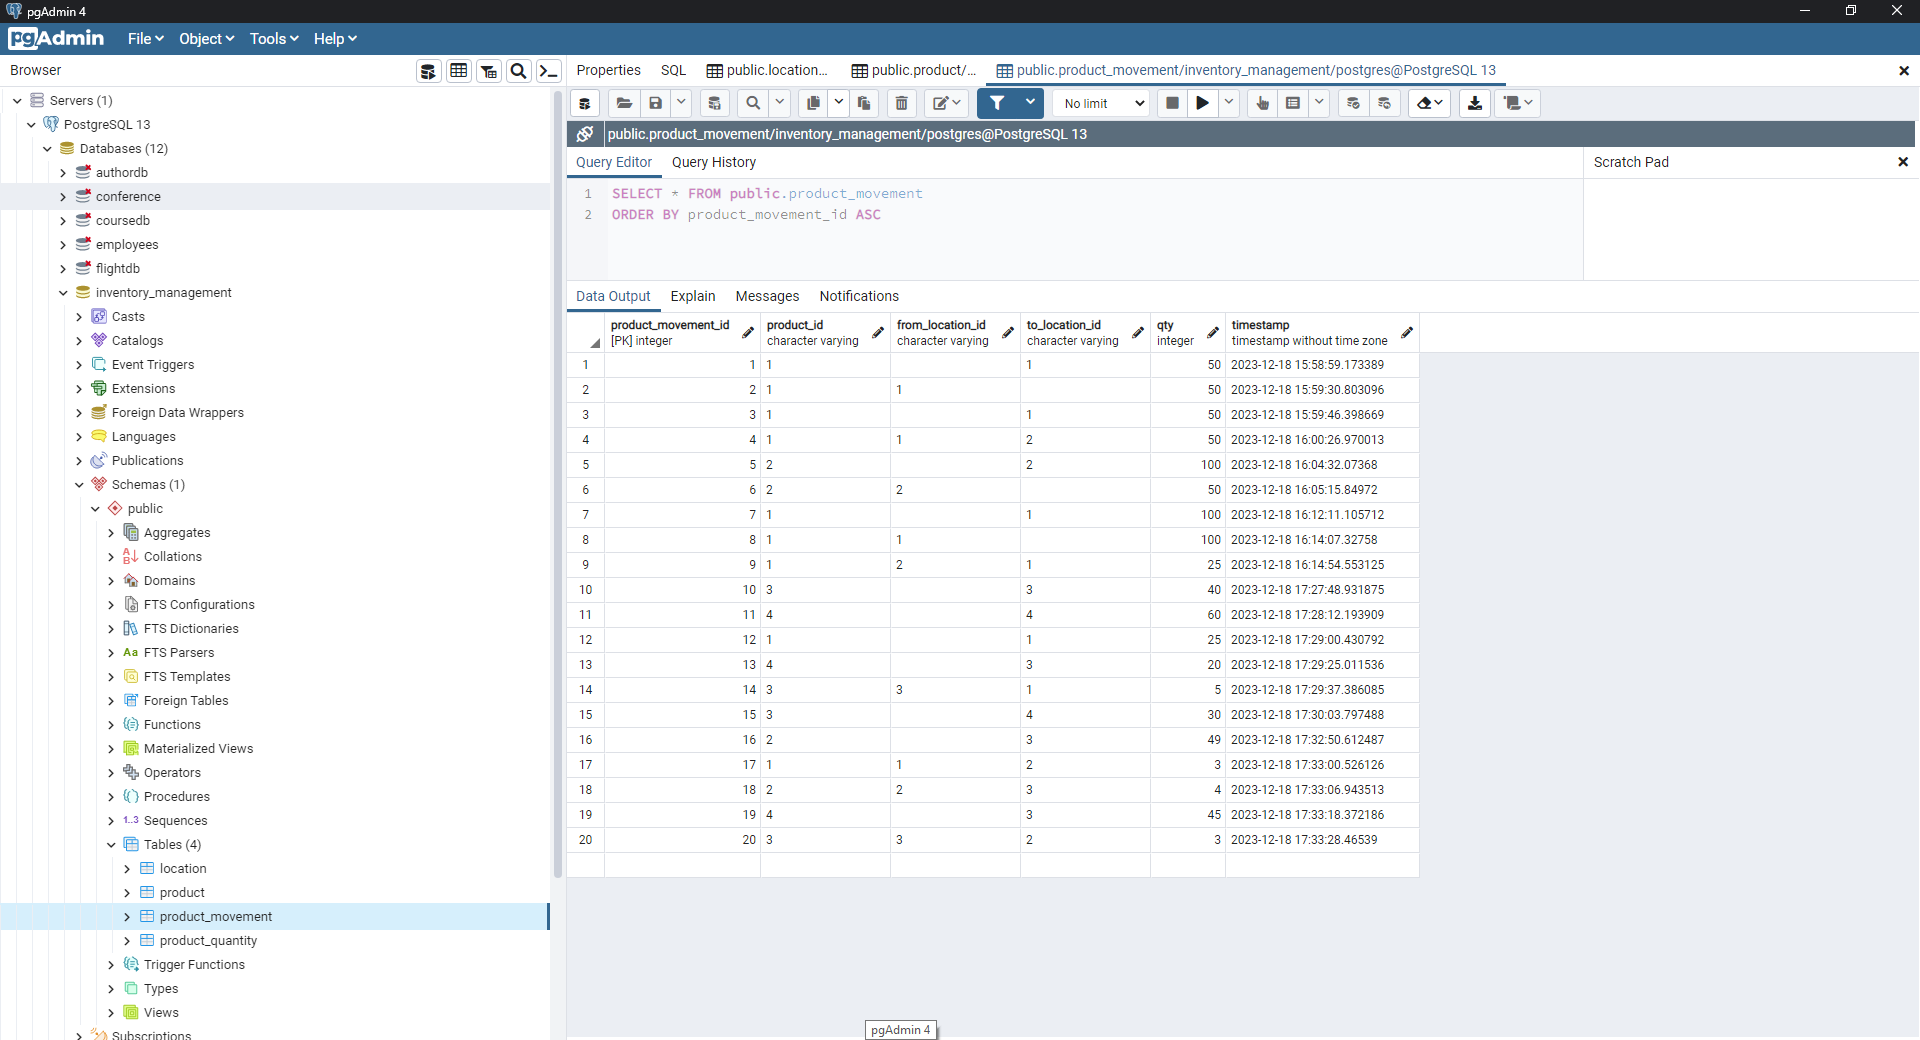 pgAdmin 4
pgAdmin File Object Tools Help
Browser
Servers (1)
PostgreSQL 13
Databases (12)
authordb
conference
coursedb
employees
flightdb
inventory_management
Casts
Catalogs
Event Triggers
Extensions
Foreign Data Wrappers
Languages
Publications
Schemas (1)
public
Aggregates
Collations
Domains
FTS Configurations
FTS Dictionaries
Aa FTS Parsers
FTS Templates
Foreign Tables
Functions
Materialized Views
Operators
Procedures
1..3 Sequences
Tables (4)
location
product
product_movement
product_quantity
Trigger Functions
Types
Views
Subscriptions
Properties SQL public.location... public.product/... public.product_movement/inventory_management/postgres@PostgreSQL 13
No limit
public.product_movement/inventory_management/postgres@PostgreSQL 13
Query Editor Query History
Scratch Pad
1 SELECT * FROM public.product_movement
2 ORDER BY product_movement_id ASC
Data Output Explain Messages Notifications
product_movement_id product_id from_location_id to_location_id qty timestamp
[PK] integer character varying character varying character varying integer timestamp without time zone
1 1 1 1 50 2023-12-18 15:58:59.173389
2 2 1 1 50 2023-12-18 15:59:30.803096
3 3 1 1 50 2023-12-18 15:59:46.398669
4 4 1 1 2 50 2023-12-18 16:00:26.970013
5 5 2 2 100 2023-12-18 16:04:32.07368
6 6 2 2 50 2023-12-18 16:05:15.84972
7 7 1 1 100 2023-12-18 16:12:11.105712
8 8 1 1 100 2023-12-18 16:14:07.32758
9 9 1 2 1 25 2023-12-18 16:14:54.553125
10 10 3 3 40 2023-12-18 17:27:48.931875
11 11 4 4 60 2023-12-18 17:28:12.193909
12 12 1 1 25 2023-12-18 17:29:00.430792
13 13 4 3 20 2023-12-18 17:29:25.011536
14 14 3 3 1 5 2023-12-18 17:29:37.386085
15 15 3 4 30 2023-12-18 17:30:03.797488
16 16 2 3 49 2023-12-18 17:32:50.612487
17 17 1 1 2 3 2023-12-18 17:33:00.526126
18 18 2 2 3 4 2023-12-18 17:33:06.943513
19 19 4 3 45 2023-12-18 17:33:18.372186
20 20 3 3 2 3 2023-12-18 17:33:28.46539
pgAdmin 4